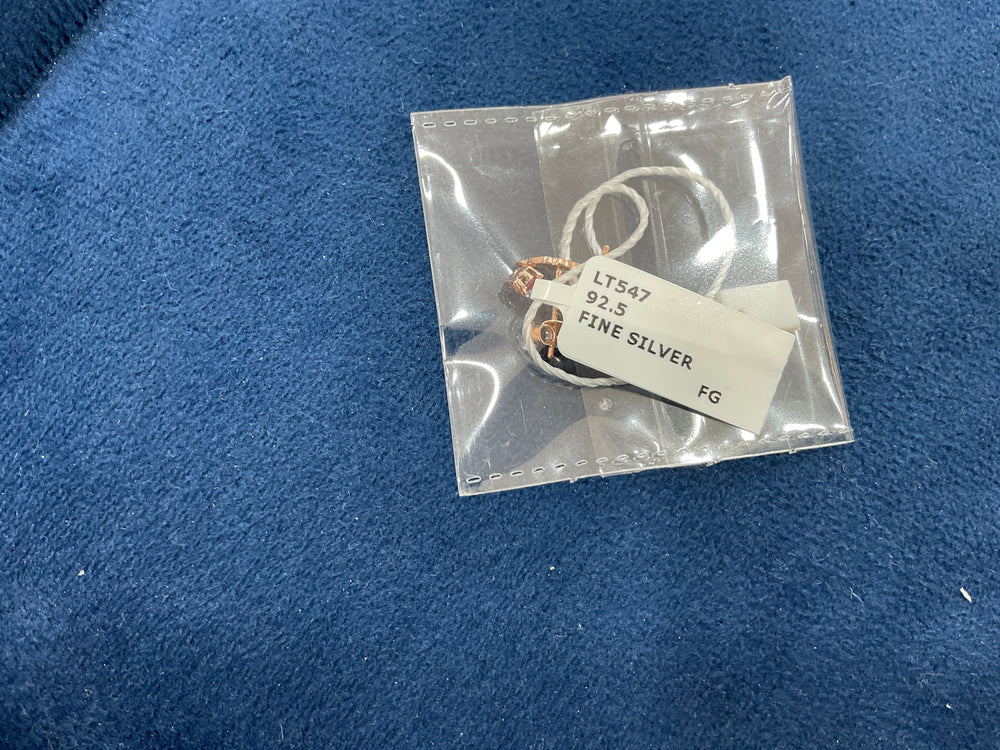 LT547
92.5
FINE SILVER
FG